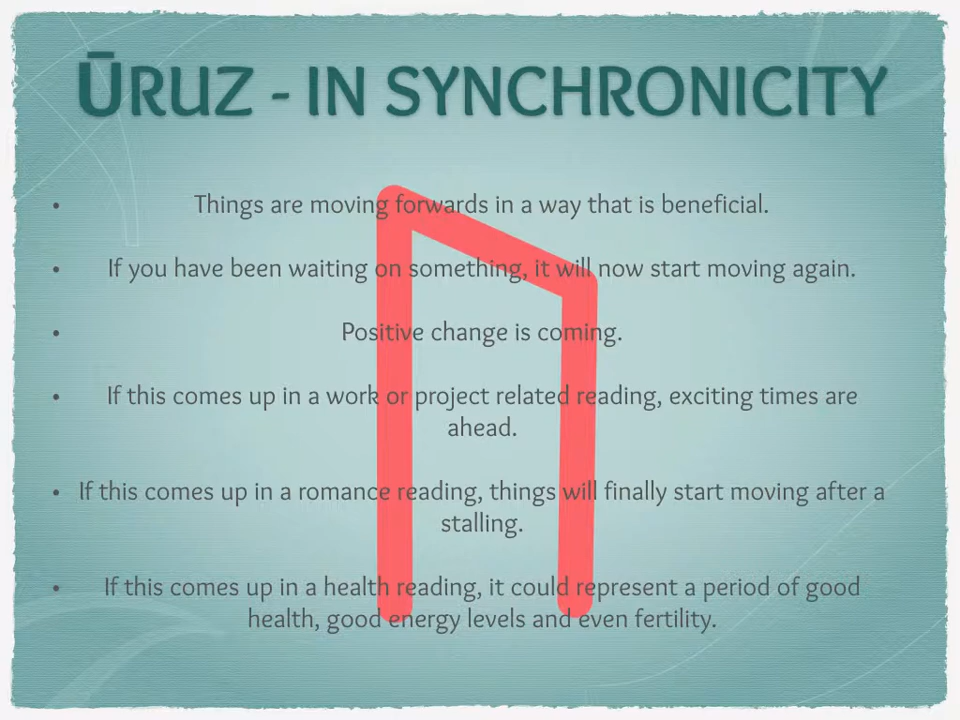 ŪRUZ - IN SYNCHRONICITY
• Things are moving forwards in a way that is beneficial.
• If you have been waiting on something, it will now start moving again.
• Positive change is coming.
• If this comes up in a work or project related reading, exciting times are
ahead.
• If this comes up in a romance reading, things will finally start moving after a
stalling.
• If this comes up in a health reading, it could represent a period of good
health, good energy levels and even fertility.